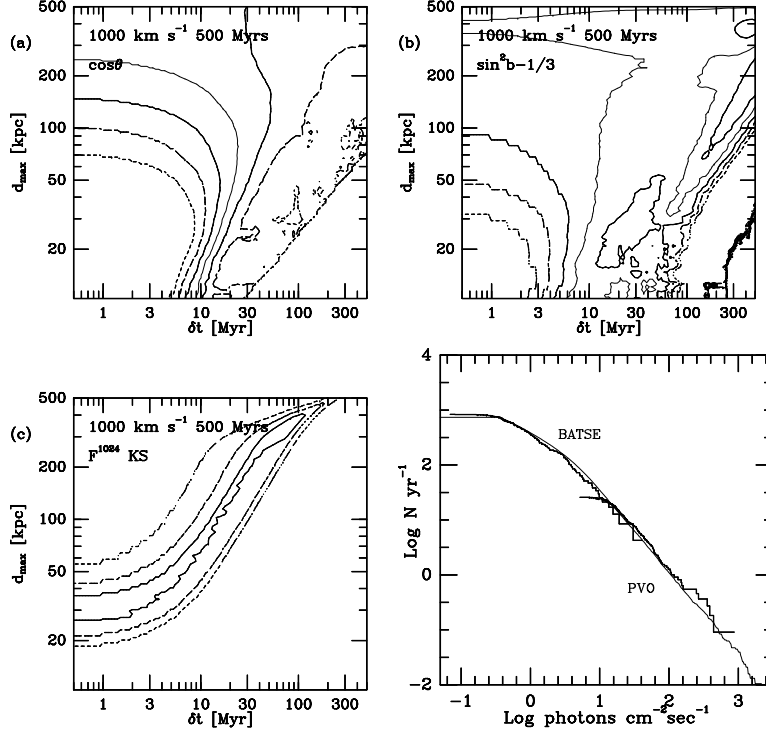 (a)
1000 km s⁻¹ 500 Myrs
cosθ
500
200
100
50
20
d_max [kpc]
1 3 10 30 100 300
δt [Myr]
(b)
1000 km s⁻¹ 500 Myrs
sin²b−1/3
500
200
100
50
20
d_max [kpc]
1 3 10 30 100 300
δt [Myr]
(c)
1000 km s⁻¹ 500 Myrs
F¹⁰²⁴ KS
500
200
100
50
20
d_max [kpc]
1 3 10 30 100 300
δt [Myr]
4
2
0
−2
Log N yr⁻¹
BATSE
PVO
−1 0 1 2 3
Log photons cm⁻²sec⁻¹